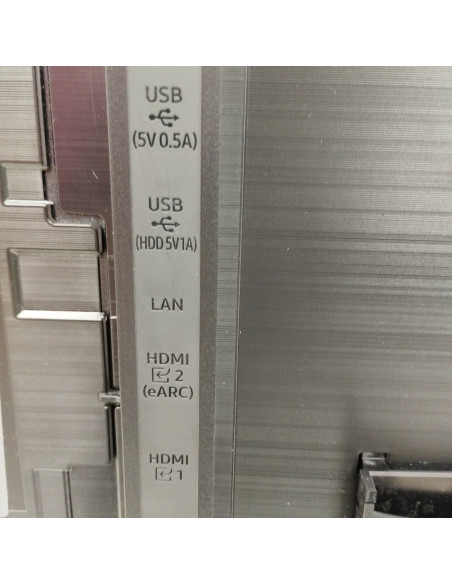 USB
(5V 0.5A)
USB
(HDD 5V1A)
LAN
HDMI
2
(eARC)
HDMI
1